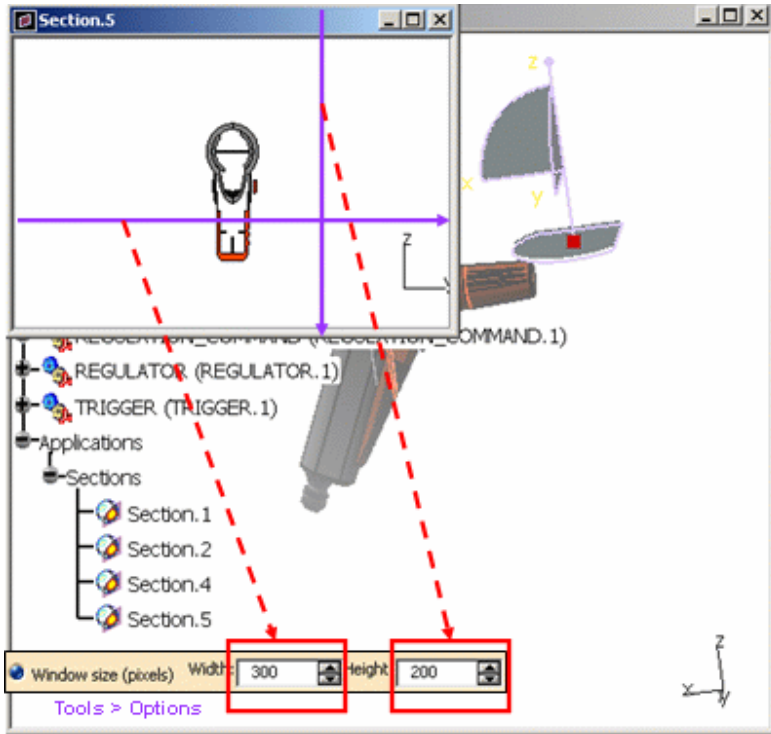 Section.5
z
x
y
Z
REGULATOR (REGULATOR.1)
TRIGGER (TRIGGER.1)
Applications
Sections
Section.1
Section.2
Section.4
Section.5
Window size (pixels) Width: 300 Height 200
Tools > Options
z
x
y